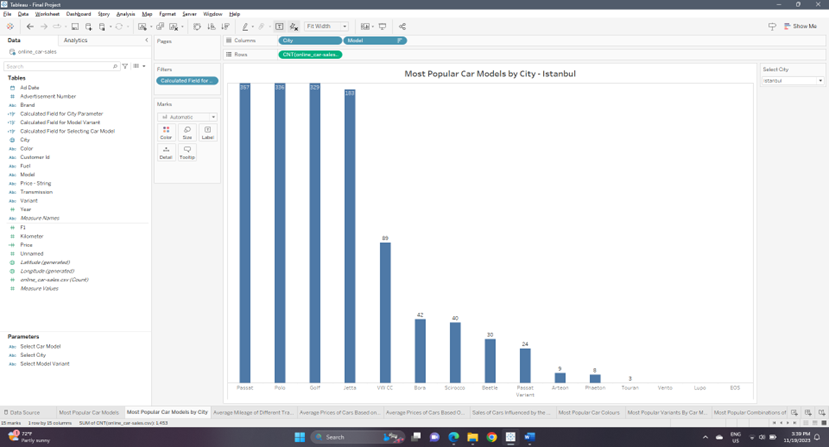 Tableau - Final Project
File Data Worksheet Dashboard Story Analysis Map Format Server Window Help
Fit Width
Show Me
Data Analytics
online_car-sales
Search
Tables
Ad Date
Advertisement Number
Brand
Calculated Field for City Parameter
Calculated Field for Model Variant
Calculated Field for Selecting Car Model
City
Color
Customer Id
Fuel
Model
Price - String
Transmission
Variant
Year
Measure Names
F1
Kilometer
Price
Unnamed
Latitude (generated)
Longitude (generated)
online_car-sales.csv (Count)
Measure Values
Parameters
Select Car Model
Select City
Select Model Variant
Pages
Filters
Calculated Field for ..
Marks
Automatic
Color Size Label
Detail Tooltip
Columns City Model
Rows CNT(online_car-sales..
Most Popular Car Models by City - Istanbul
367 336 329 183
89
42
40
30
24
9
8
3
Passat Polo Golf Jetta VW CC Bora Scirocco Beetle Passat Variant Arteon Phaeton Touran Vento Lupo EOS
Select City
Istanbul
Data Source Most Popular Car Models Most Popular Car Models by City Average Mileage of Different Tra... Average Prices of Cars Based on... Average Prices of Cars Based O... Sales of Cars Influenced by the... Most Popular Car Colours Most Popular Variants By Car M... Most Popular Combinations of
15 marks 1 row by 15 columns SUM of CNT(online_car-sales.csv): 1,453
72°F
Partly sunny
Search
ENG
UG
5:39 PM
11/19/2023